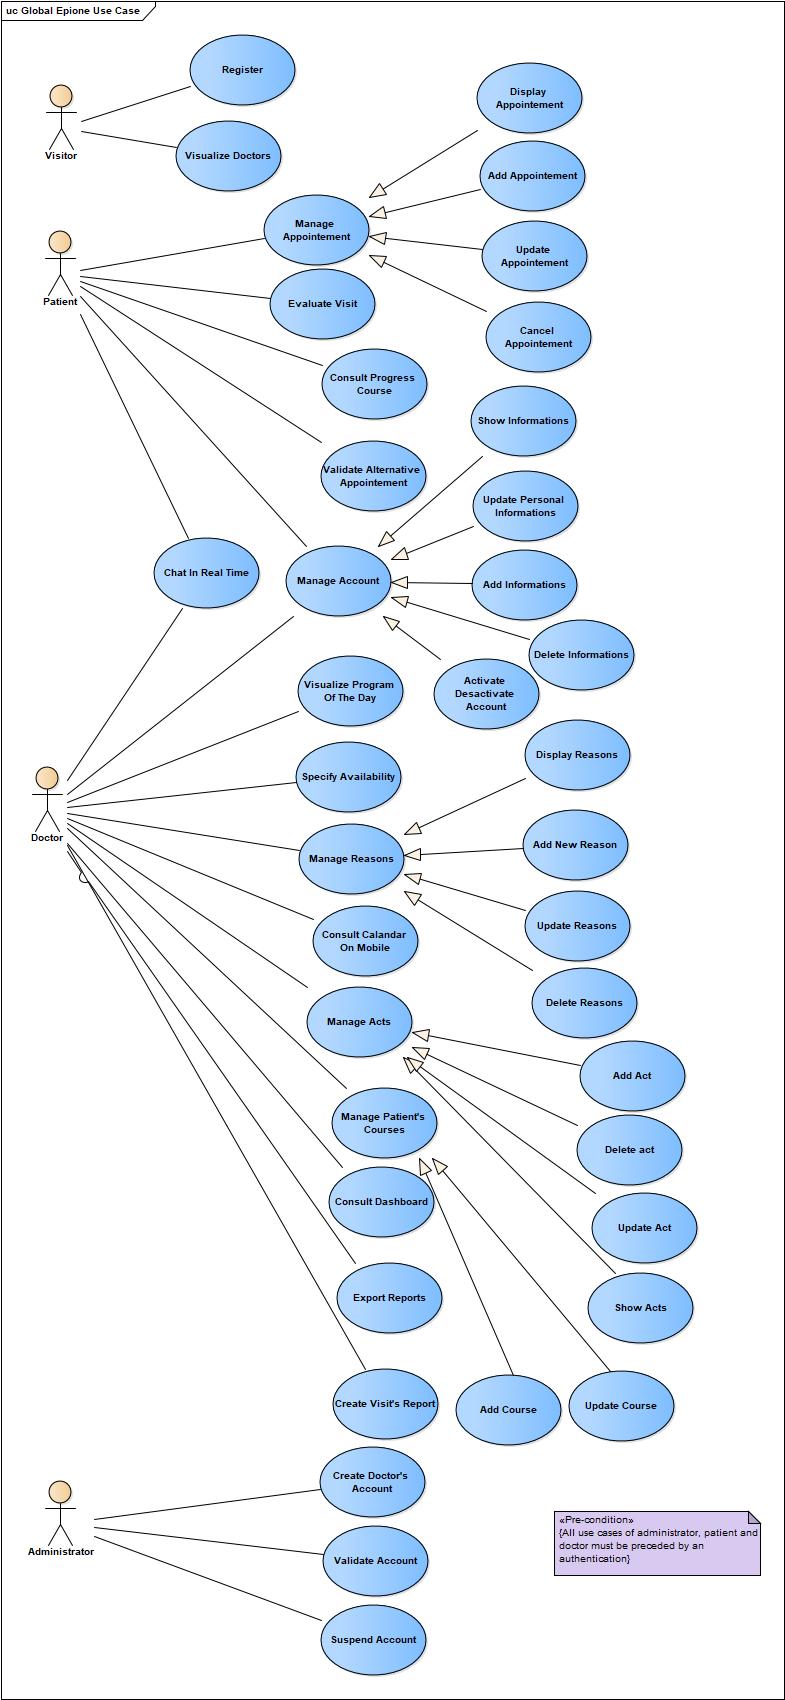 uc Global Epione Use Case
Register
Visitor
Visualize Doctors
Display
Appointement
Add Appointement
Manage
Appointement
Update
Appointement
Patient
Evaluate Visit
Cancel
Appointement
Consult Progress
Course
Show Informations
Validate Alternative
Appointement
Update Personal
Informations
Chat In Real Time
Manage Account
Add Informations
Delete Informations
Visualize Program
Of The Day
Activate
Desactivate
Account
Display Reasons
Specify Availability
Doctor
Manage Reasons
Add New Reason
Update Reasons
Consult Calandar
On Mobile
Delete Reasons
Manage Acts
Add Act
Manage Patient's
Courses
Delete act
Consult Dashboard
Update Act
Export Reports
Show Acts
Create Visit's Report
Add Course
Update Course
Create Doctor's
Account
Administrator
Validate Account
Suspend Account
«Pre-condition»
{All use cases of administrator, patient and
doctor must be preceded by an
authentication}